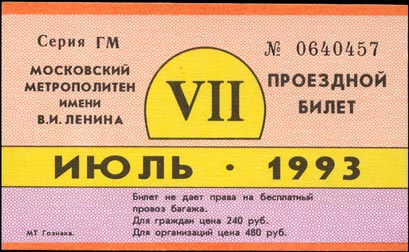 Серия ГМ
№ 0640457
МОСКОВСКИЙ
МЕТРОПОЛИТЕН
ИМЕНИ
В.И. ЛЕНИНА
VII
ПРОЕЗДНОЙ
БИЛЕТ
ИЮЛЬ · 1993
Билет не дает права на бесплатный
провоз багажа.
Для граждан цена 240 руб.
Для организаций цена 480 руб.
МТ Гознака.